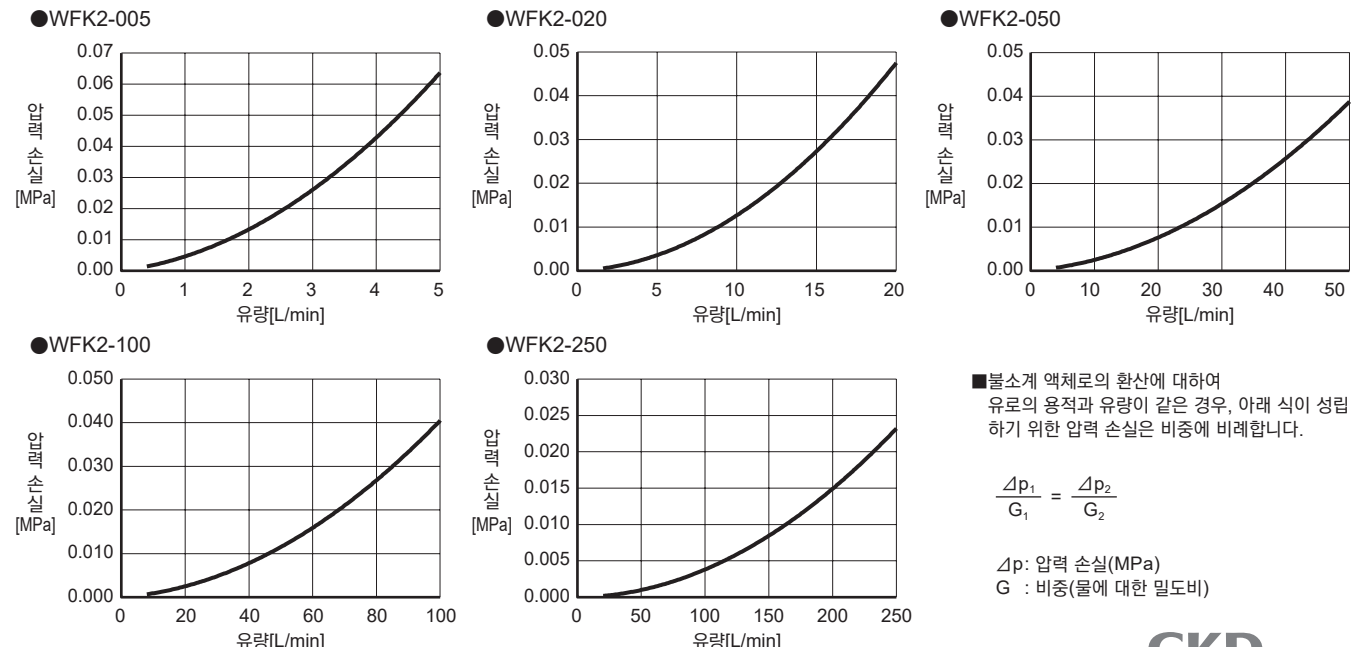 ●WFK2-005
0.07
0.06
0.05
0.04
0.03
0.02
0.01
0.00
압력 손실
[MPa]
0 1 2 3 4 5
유량[L/min]
●WFK2-020
0.05
0.04
0.03
0.02
0.01
0.00
압력 손실
[MPa]
0 5 10 15 20
유량[L/min]
●WFK2-050
0.05
0.04
0.03
0.02
0.01
0.00
압력 손실
[MPa]
0 10 20 30 40 50
유량[L/min]
●WFK2-100
0.050
0.040
0.030
0.020
0.010
0.000
압력 손실
[MPa]
0 20 40 60 80 100
유량[L/min]
●WFK2-250
0.030
0.025
0.020
0.015
0.010
0.005
0.000
압력 손실
[MPa]
0 50 100 150 200 250
유량[L/min]
■불소계 액체로의 환산에 대하여
유로의 용적과 유량이 같은 경우, 아래 식이 성립
하기 위한 압력 손실은 비중에 비례합니다.
⊿p₁ / G₁ = ⊿p₂ / G₂
⊿p: 압력 손실(MPa)
G : 비중(물에 대한 밀도비)
CKD